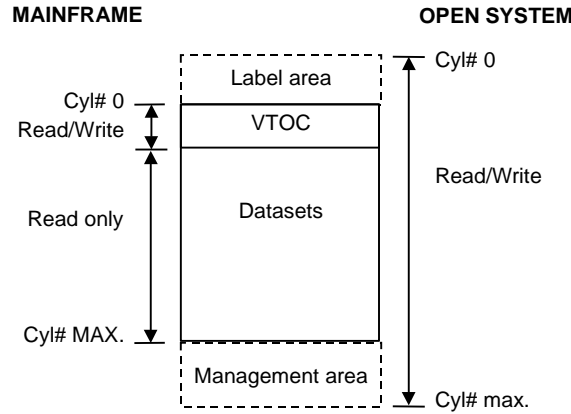 MAINFRAME
OPEN SYSTEM
Cyl# 0
Label area
Cyl# 0
Read/Write
VTOC
Read/Write
Read only
Datasets
Cyl# MAX.
Management area
Cyl# max.